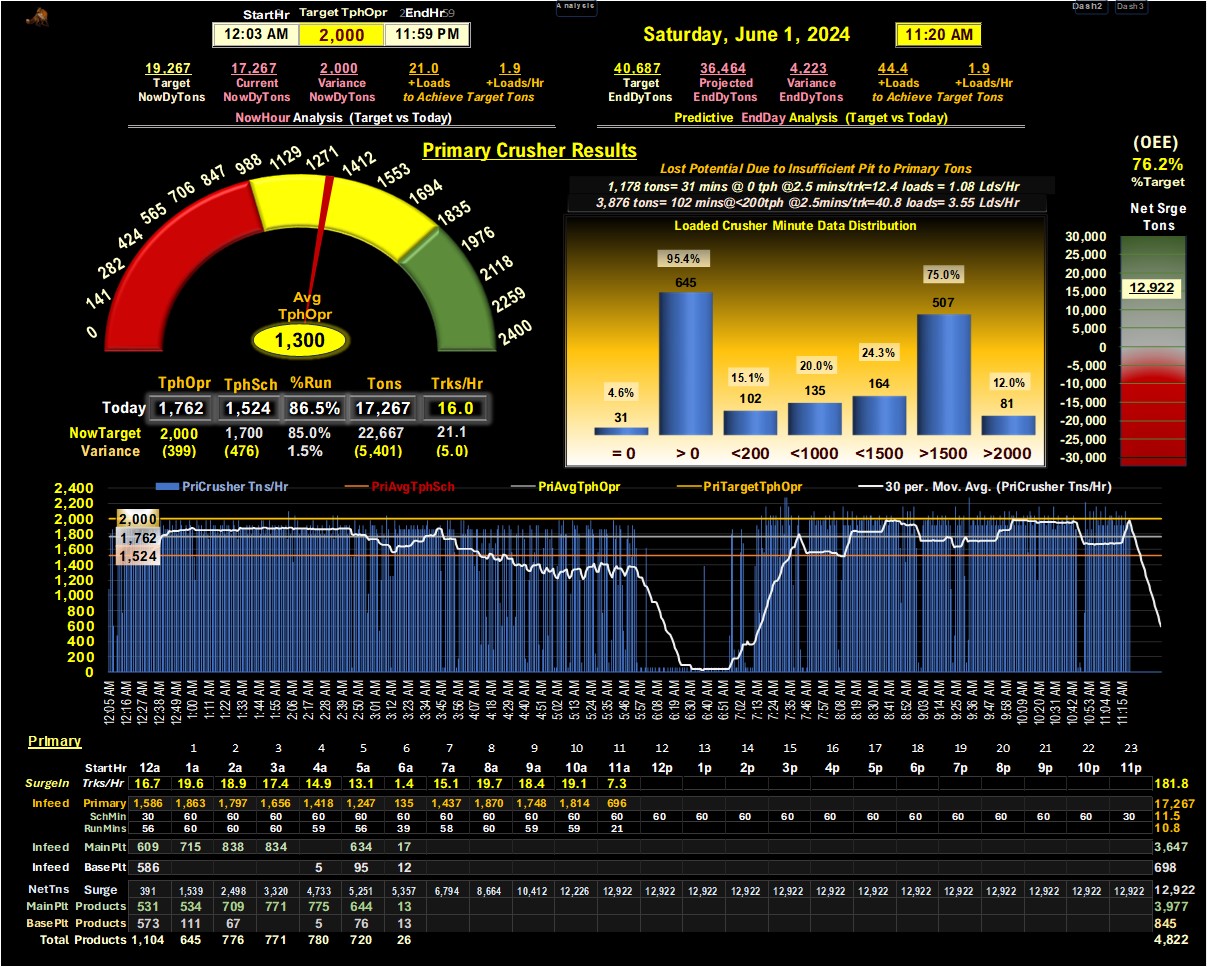 StartHr Target TphOpr EndHr
12:03 AM 2,000 11:59 PM
Analysis
Saturday, June 1, 2024 11:20 AM
Dash2 Dash3
19,267 17,267 2,000 21.0 1.9
Target Current Variance +Loads +Loads/Hr
NowDyTons NowDyTons NowDyTons to Achieve Target Tons
NowHour Analysis (Target vs Today)
40,687 36,464 4,223 44.4 1.9
Target Projected Variance +Loads +Loads/Hr
EndDyTons EndDyTons EndDyTons to Achieve Target Tons
Predictive EndDay Analysis (Target vs Today)
Primary Crusher Results
0 141 282 424 565 706 847 988 1129 1271 1412 1553 1694 1835 1976 2118 2259 2400
Avg
TphOpr
1,300
TphOpr TphSch %Run Tons Trks/Hr
Today 1,762 1,524 86.5% 17,267 16.0
NowTarget 2,000 1,700 85.0% 22,667 21.1
Variance (399) (476) 1.5% (5,401) (5.0)
Lost Potential Due to Insufficient Pit to Primary Tons
1,178 tons= 31 mins @ 0 tph @2.5 mins/trk=12.4 loads = 1.08 Lds/Hr
3,876 tons= 102 mins@<200tph @2.5mins/trk=40.8 loads= 3.55 Lds/Hr
Loaded Crusher Minute Data Distribution
4.6% 95.4% 15.1% 20.0% 24.3% 75.0% 12.0%
31 645 102 135 164 507 81
= 0 > 0 <200 <1000 <1500 >1500 >2000
(OEE)
76.2%
%Target
Net Srge
Tons
30,000
25,000
20,000
15,000
12,922
10,000
5,000
0
-5,000
-10,000
-15,000
-20,000
-25,000
-30,000
PriCrusher Tns/Hr PriAvgTphSch PriAvgTphOpr PriTargetTphOpr 30 per. Mov. Avg. (PriCrusher Tns/Hr)
2,400
2,200
2,000
1,800
1,600
1,400
1,200
1,000
800
600
400
200
0
2,000
1,762
1,524
12:05 AM 12:16 AM 12:27 AM 12:38 AM 12:49 AM 1:00 AM 1:11 AM 1:22 AM 1:33 AM 1:44 AM 1:55 AM 2:06 AM 2:17 AM 2:28 AM 2:39 AM 2:50 AM 3:01 AM 3:12 AM 3:23 AM 3:34 AM 3:45 AM 3:56 AM 4:07 AM 4:18 AM 4:29 AM 4:40 AM 4:51 AM 5:02 AM 5:13 AM 5:24 AM 5:35 AM 5:46 AM 5:57 AM 6:08 AM 6:19 AM 6:30 AM 6:40 AM 6:51 AM 7:02 AM 7:13 AM 7:24 AM 7:35 AM 7:46 AM 7:57 AM 8:08 AM 8:19 AM 8:30 AM 8:41 AM 8:52 AM 9:03 AM 9:14 AM 9:25 AM 9:36 AM 9:47 AM 9:58 AM 10:09 AM 10:20 AM 10:31 AM 10:42 AM 10:53 AM 11:04 AM 11:15 AM
Primary
1 2 3 4 5 6 7 8 9 10 11 12 13 14 15 16 17 18 19 20 21 22 23
StartHr 12a 1a 2a 3a 4a 5a 6a 7a 8a 9a 10a 11a 12p 1p 2p 3p 4p 5p 6p 7p 8p 9p 10p 11p
SurgeIn Trks/Hr 16.7 19.6 18.9 17.4 14.9 13.1 1.4 15.1 19.7 18.4 19.1 7.3 181.8
Infeed Primary 1,586 1,863 1,797 1,656 1,418 1,247 135 1,437 1,870 1,748 1,814 696 17,267
SchMin 30 60 60 60 60 60 60 60 60 60 60 60 60 60 60 60 60 60 60 60 60 60 60 30 11.5
RunMins 56 60 60 60 59 56 39 58 60 59 59 21 10.8
Infeed MainPlt 609 715 838 834 634 17 3,647
Infeed BasePlt 586 5 95 12 698
NetTns Surge 391 1,539 2,498 3,320 4,733 5,251 5,357 6,794 8,664 10,412 12,226 12,922 12,922 12,922 12,922 12,922 12,922 12,922 12,922 12,922 12,922 12,922 12,922 12,922 12,922
MainPlt Products 531 534 709 771 775 644 13 3,977
BasePlt Products 573 111 67 5 76 13 845
Total Products 1,104 645 776 771 780 720 26 4,822